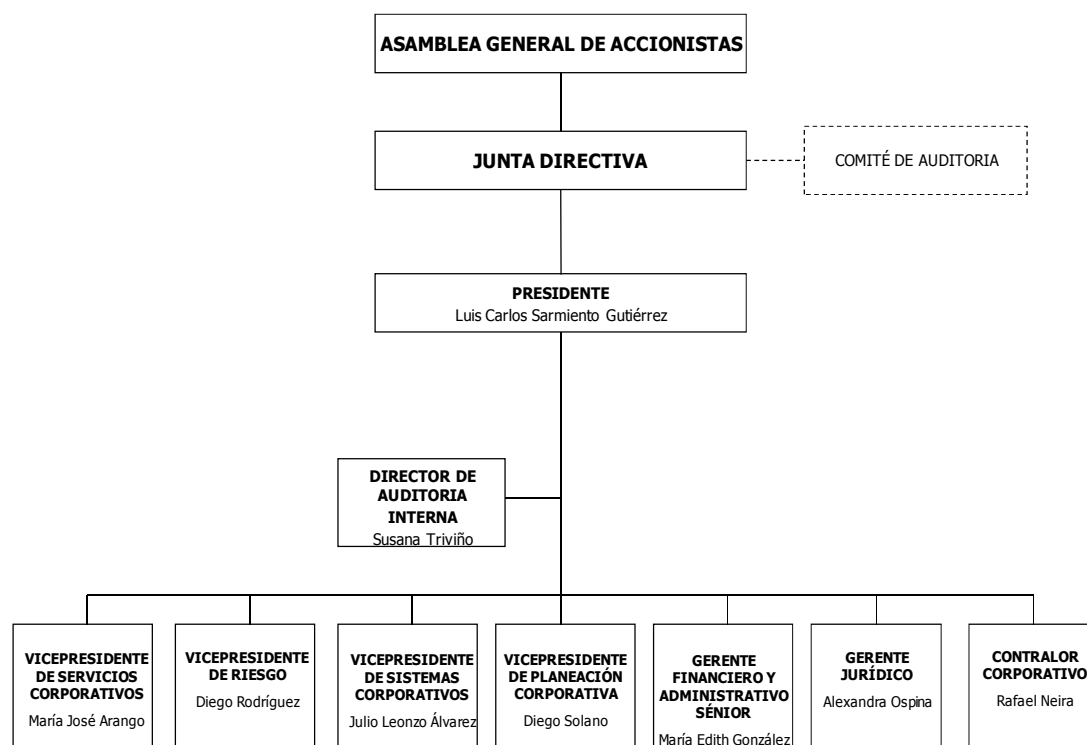 ASAMBLEA GENERAL DE ACCIONISTAS
JUNTA DIRECTIVA
COMITÉ DE AUDITORIA
PRESIDENTE
Luis Carlos Sarmiento Gutiérrez
DIRECTOR DE
AUDITORIA
INTERNA
Susana Triviño
VICEPRESIDENTE
DE SERVICIOS
CORPORATIVOS
María José Arango
VICEPRESIDENTE
DE RIESGO
Diego Rodríguez
VICEPRESIDENTE
DE SISTEMAS
CORPORATIVOS
Julio Leonzo Álvarez
VICEPRESIDENTE
DE PLANEACIÓN
CORPORATIVA
Diego Solano
GERENTE
FINANCIERO Y
ADMINISTRATIVO
SÉNIOR
María Edith González
GERENTE
JURÍDICO
Alexandra Ospina
CONTRALOR
CORPORATIVO
Rafael Neira